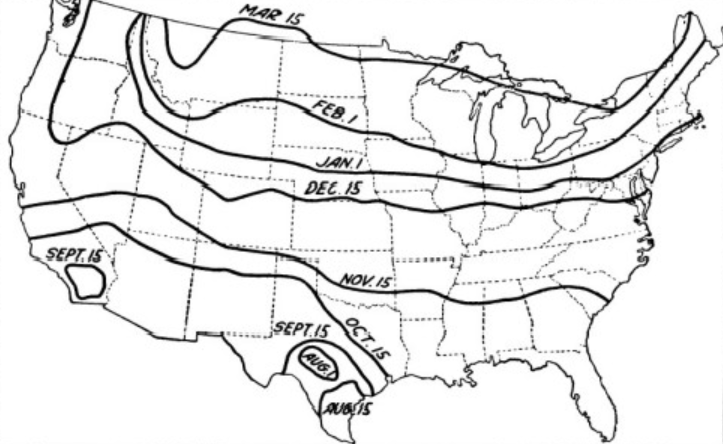 MAR 15
FEB. 1
JAN. 1
DEC. 15
SEPT. 15
NOV. 15
SEPT. 15
OCT. 15
AUG. 1
AUG. 15